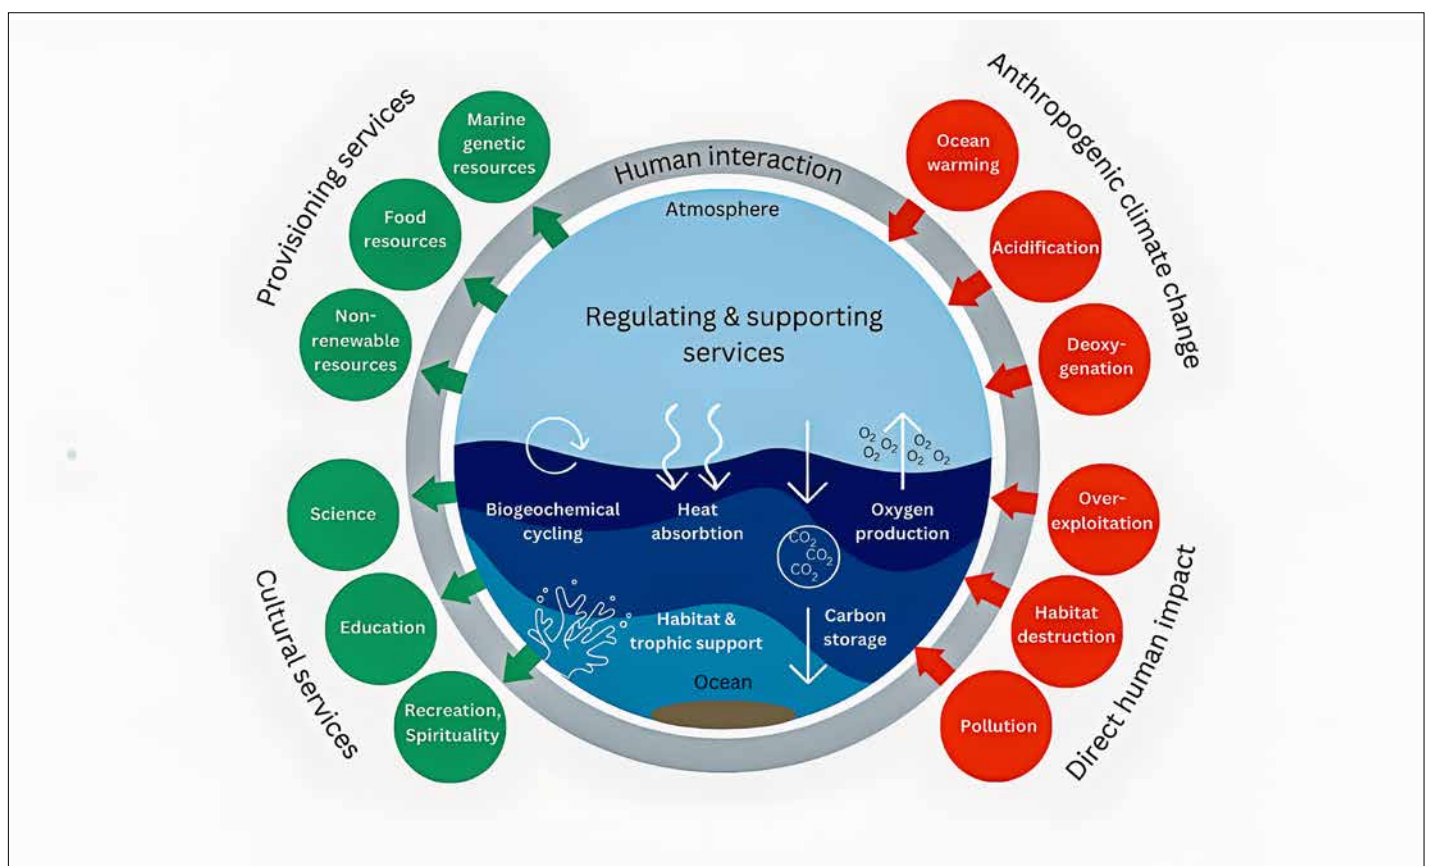 Provisioning services
Marine
genetic
resources
Food
resources
Non-
renewable
resources
Cultural services
Science
Education
Recreation,
Spirituality
Human interaction
Atmosphere
Regulating & supporting
services
Biogeochemical
cycling
Heat
absorbtion
O2 O2 O2
O2 O2 O2
Oxygen
production
CO2
CO2
CO2
Habitat &
trophic support
Carbon
storage
Ocean
Anthropogenic climate change
Ocean
warming
Acidification
Deoxy-
genation
Direct human impact
Over-
exploitation
Habitat
destruction
Pollution